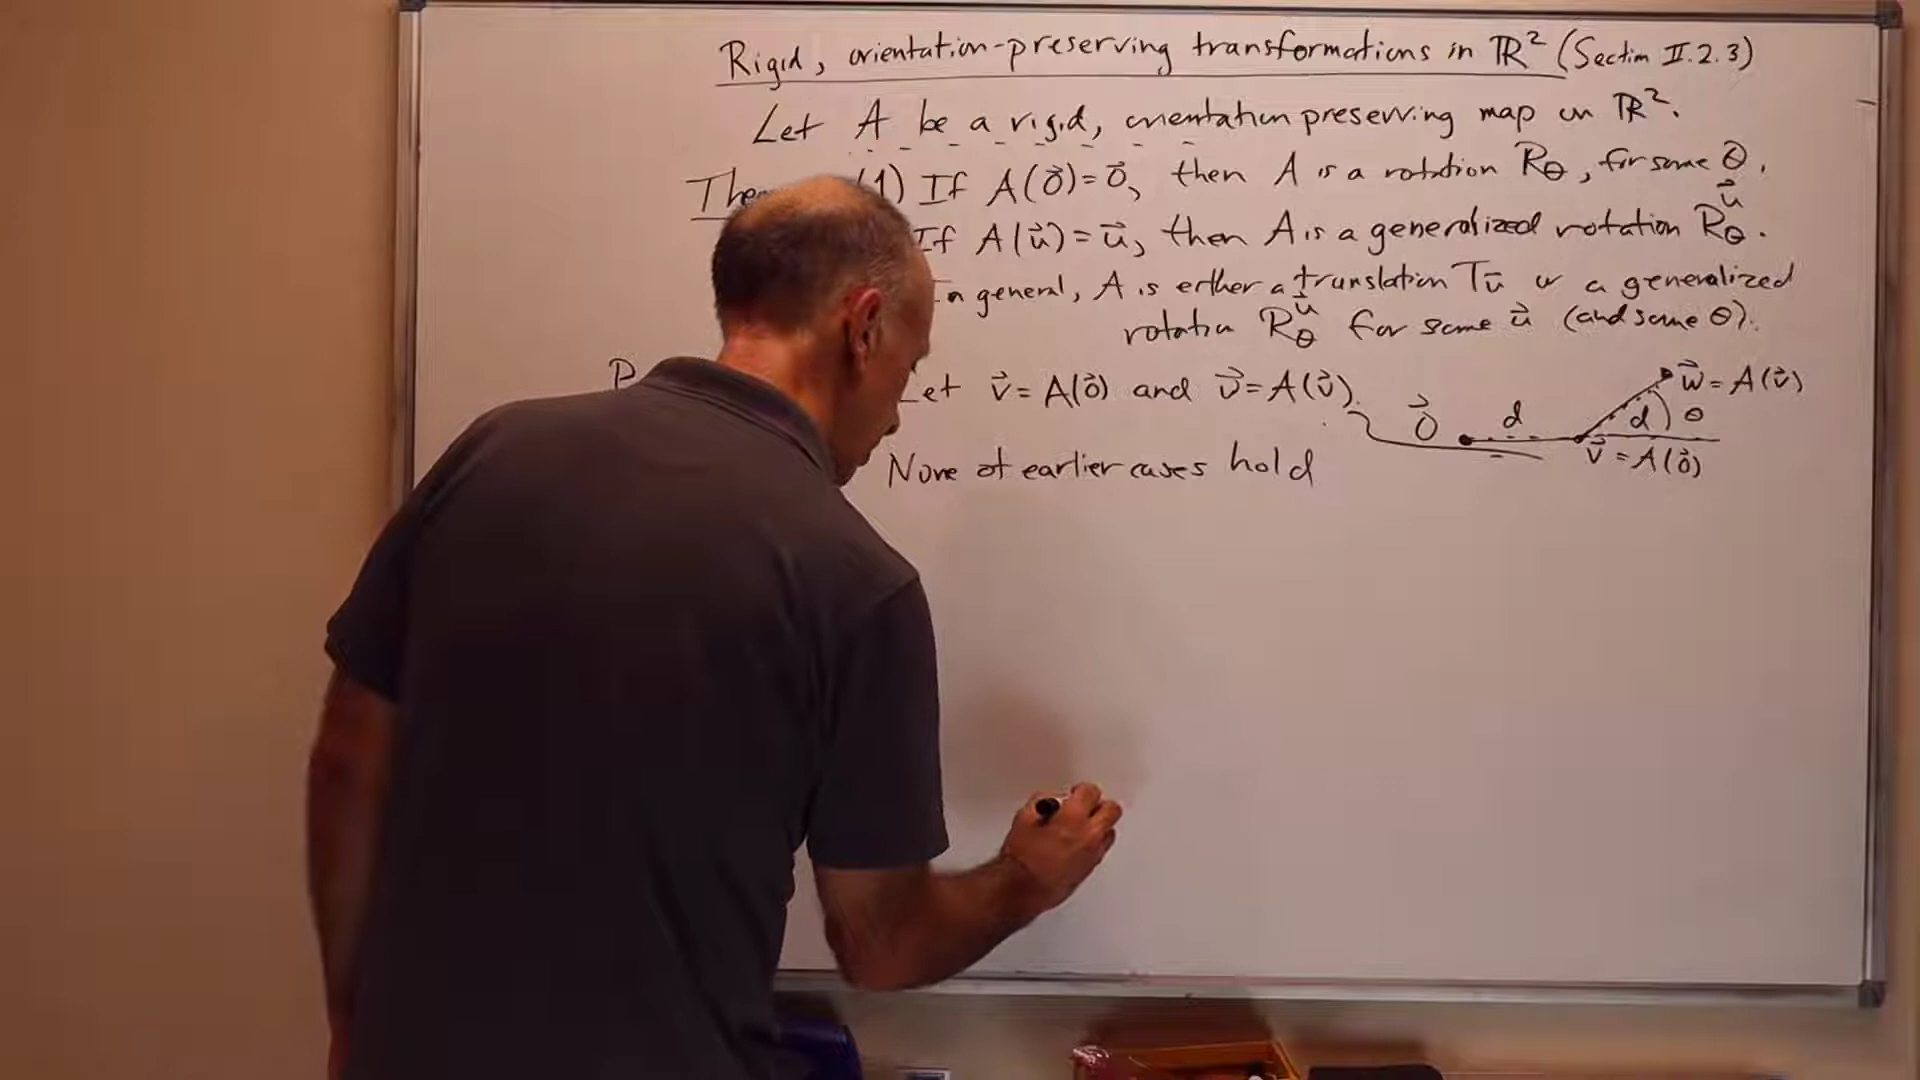 Rigid, orientation-preserving transformations in ℝ² (Section II.2.3)
Let A be a rigid, orientation preserving map on ℝ².
(1) If A(0⃗)=0⃗, then A is a rotation R_θ, for some θ.
If A(u⃗)=u⃗, then A is a generalized rotation R_θ^u⃗.
In general, A is either a translation T_u⃗ or a generalized
rotation R_θ^u⃗ for some u⃗ (and some θ).
Let v⃗=A(0⃗) and w⃗=A(v⃗).
None of earlier cases hold
0⃗ d d θ
w⃗=A(v⃗)
v⃗=A(0⃗)